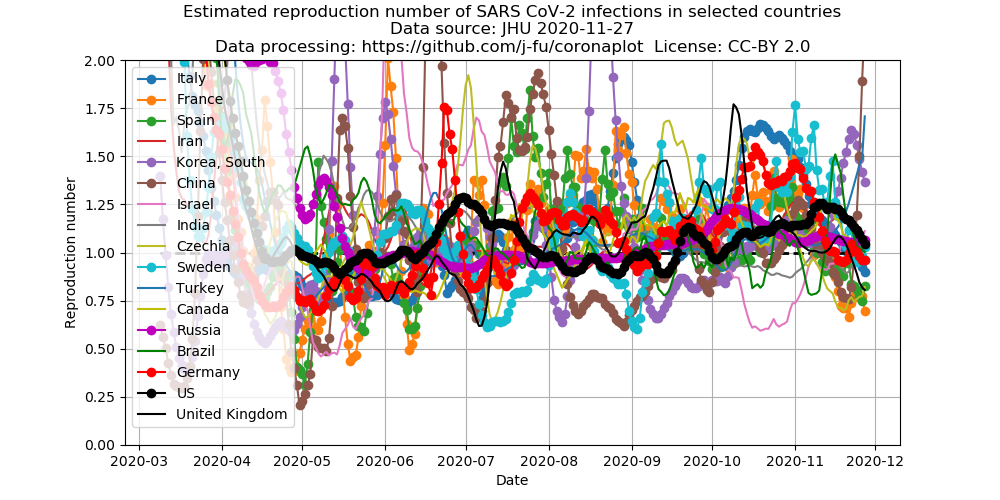 Estimated reproduction number of SARS CoV-2 infections in selected countries
Data source: JHU 2020-11-27
Data processing: https://github.com/j-fu/coronaplot  License: CC-BY 2.0
2.00
1.75
1.50
1.25
1.00
0.75
0.50
0.25
0.00
Reproduction number
Italy
France
Spain
Iran
Korea, South
China
Israel
India
Czechia
Sweden
Turkey
Canada
Russia
Brazil
Germany
US
United Kingdom
2020-03 2020-04 2020-05 2020-06 2020-07 2020-08 2020-09 2020-10 2020-11 2020-12
Date